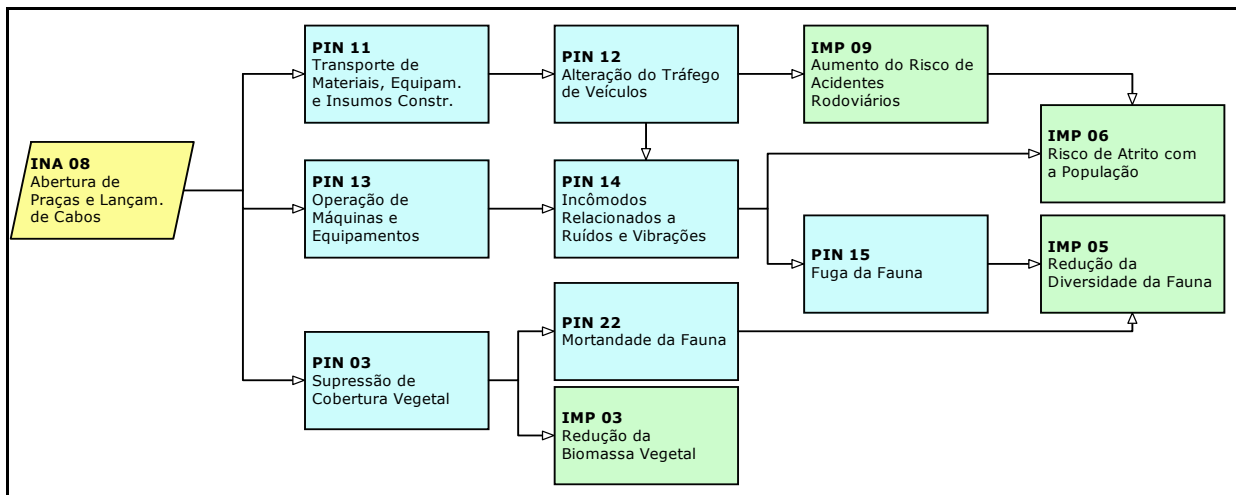 PIN 11
Transporte de
Materiais, Equipam.
e Insumos Constr.
PIN 12
Alteração do Tráfego
de Veículos
IMP 09
Aumento do Risco de
Acidentes
Rodoviários
IMP 06
Risco de Atrito com
a População
INA 08
Abertura de
Praças e Lançam.
de Cabos
PIN 13
Operação de
Máquinas e
Equipamentos
PIN 14
Incômodos
Relacionados a
Ruídos e Vibrações
PIN 15
Fuga da Fauna
IMP 05
Redução da
Diversidade da Fauna
PIN 22
Mortandade da Fauna
PIN 03
Supressão de
Cobertura Vegetal
IMP 03
Redução da
Biomassa Vegetal